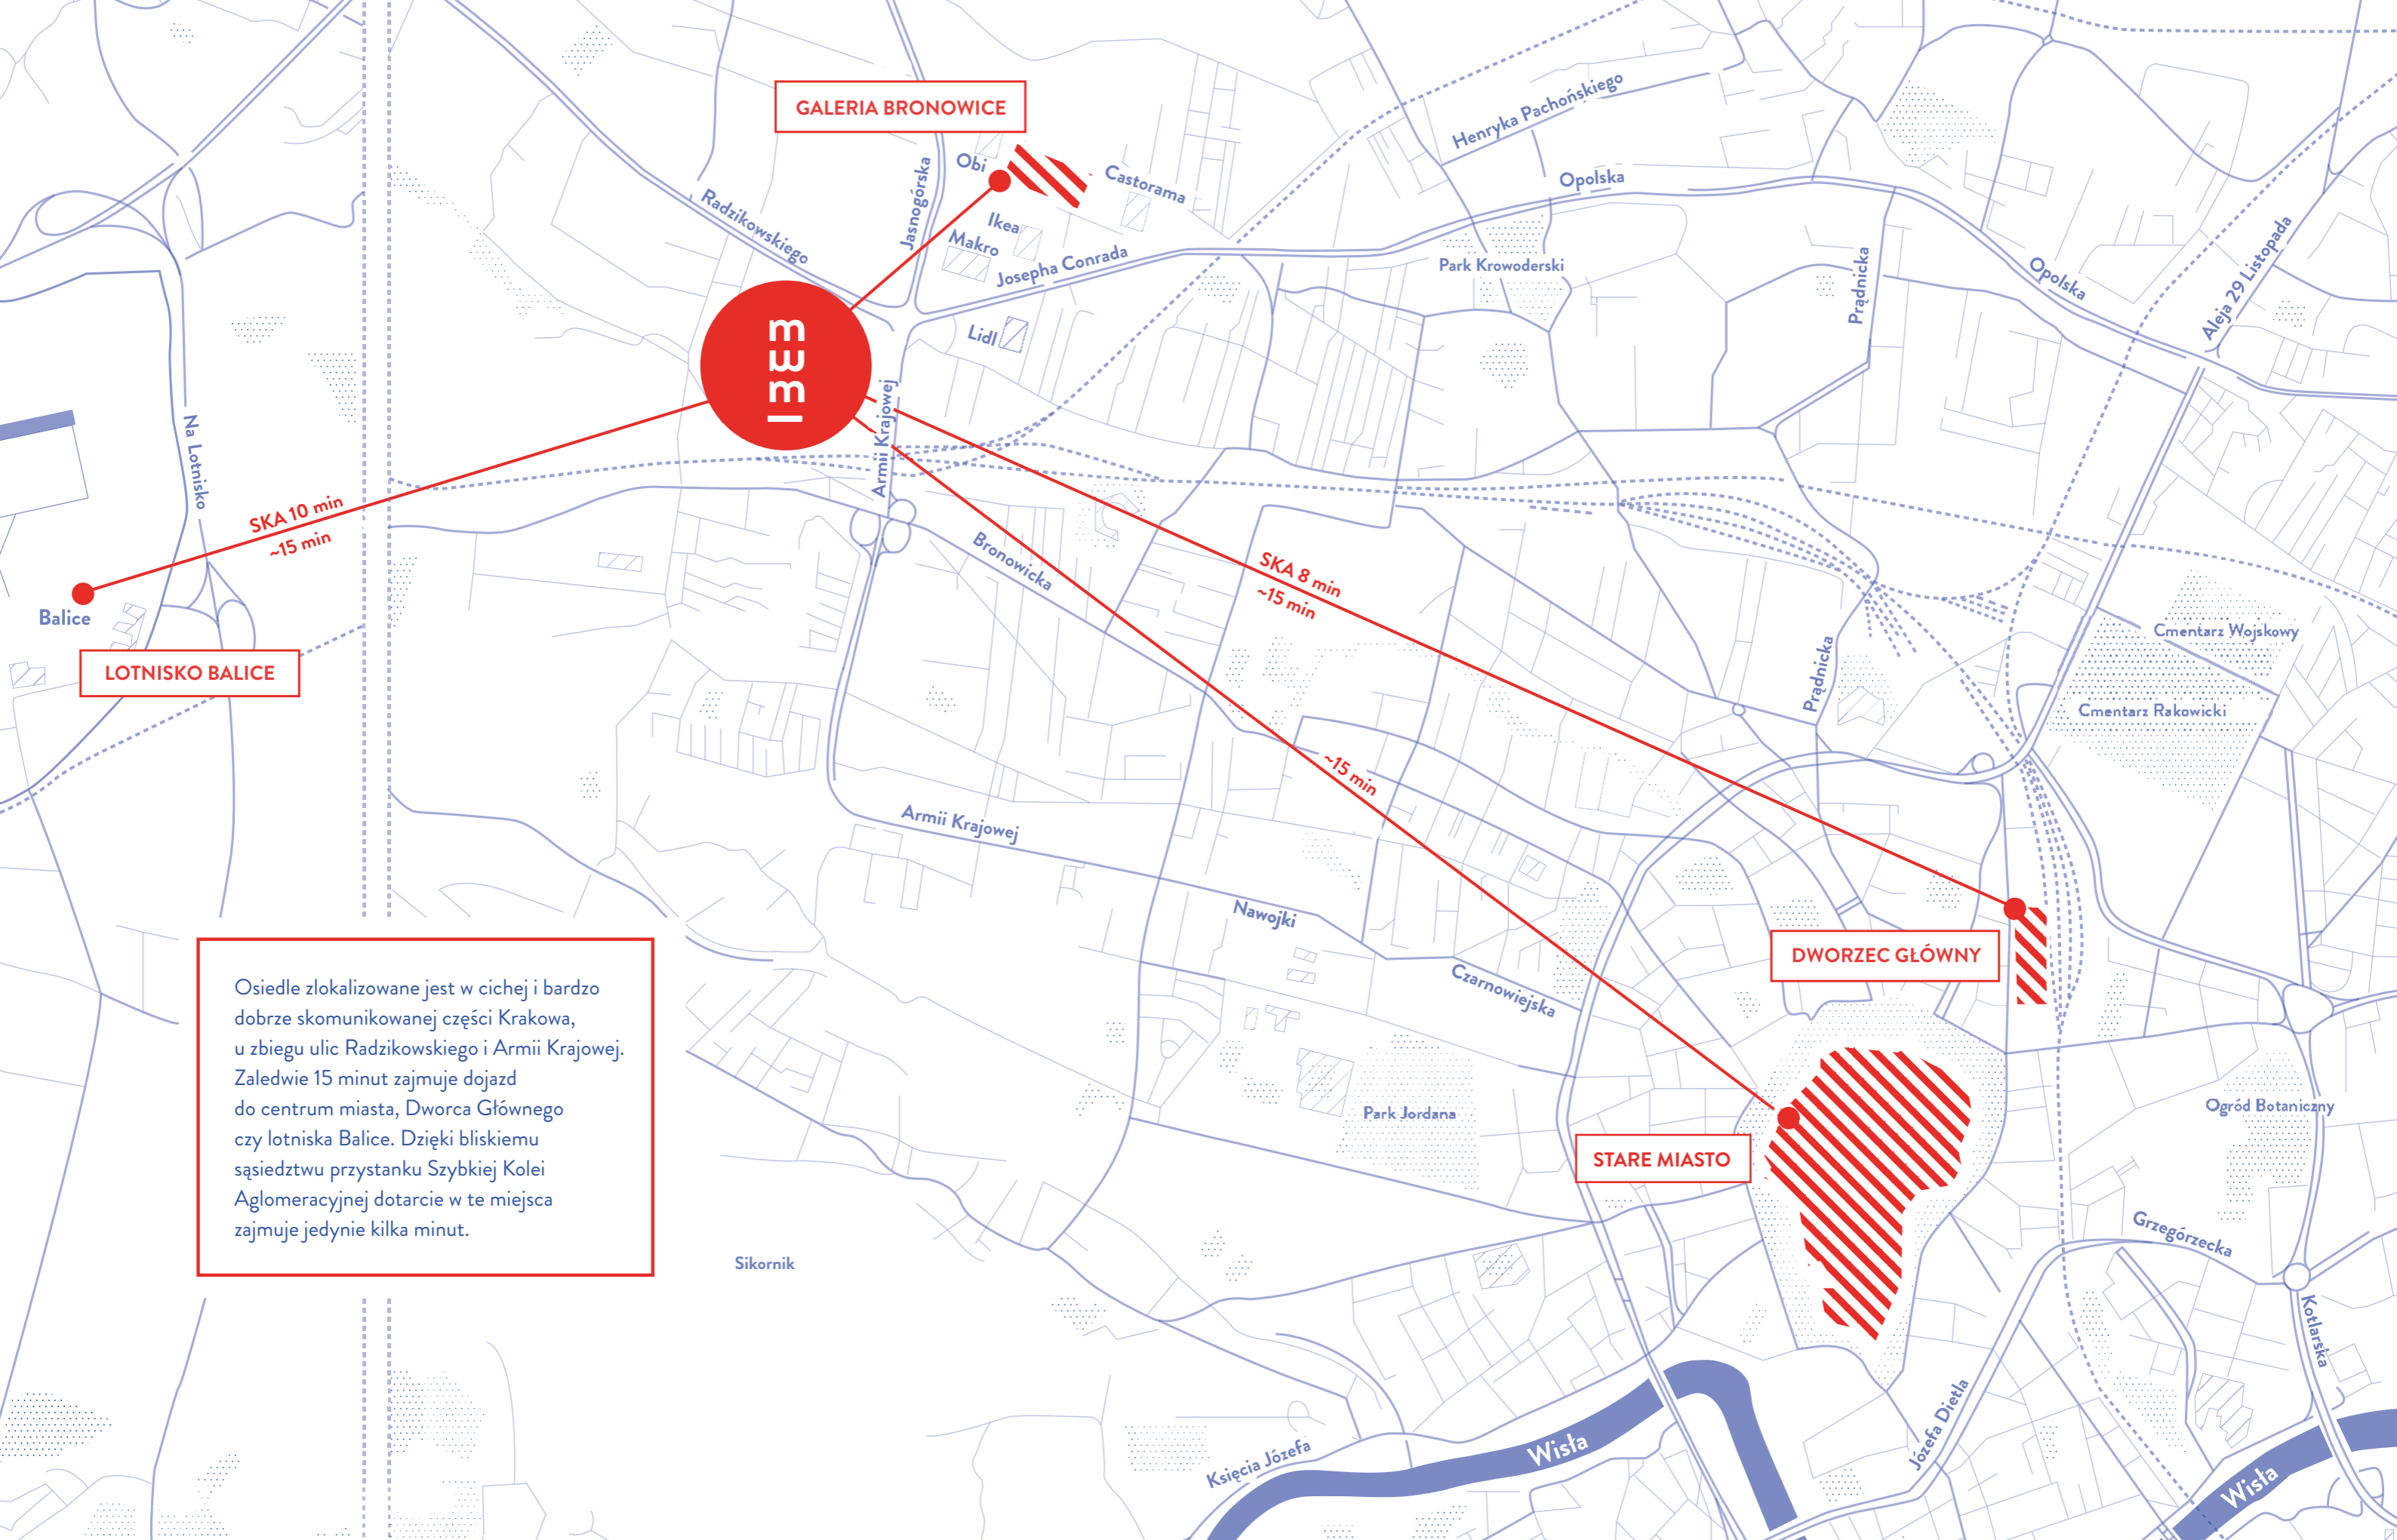 GALERIA BRONOWICE
Henryka Pachońskiego
Obi
Castorama
Jasnogórska
Radzikowskiego
Ikea
Makro
Josepha Conrada
Opolska
Park Krowoderski
Prądnicka
Opolska
Aleja 29 Listopada
mwm
Lidl
Armii Krajowej
Na Lotnisko
SKA 10 min
~15 min
Bronowicka
SKA 8 min
~15 min
Balice
LOTNISKO BALICE
Cmentarz Wojskowy
Cmentarz Rakowicki
Prądnicka
~15 min
Armii Krajowej
Nawojki
Czarnowiejska
DWORZEC GŁÓWNY
Osiedle zlokalizowane jest w cichej i bardzo
dobrze skomunikowanej części Krakowa,
u zbiegu ulic Radzikowskiego i Armii Krajowej.
Zaledwie 15 minut zajmuje dojazd
do centrum miasta, Dworca Głównego
czy lotniska Balice. Dzięki bliskiemu
sąsiedztwu przystanku Szybkiej Kolei
Aglomeracyjnej dotarcie w te miejsca
zajmuje jedynie kilka minut.
Park Jordana
Ogród Botaniczny
STARE MIASTO
Sikornik
Grzegórzecka
Kotlarska
Józefa Dietla
Księcia Józefa
Wisła
Wisła